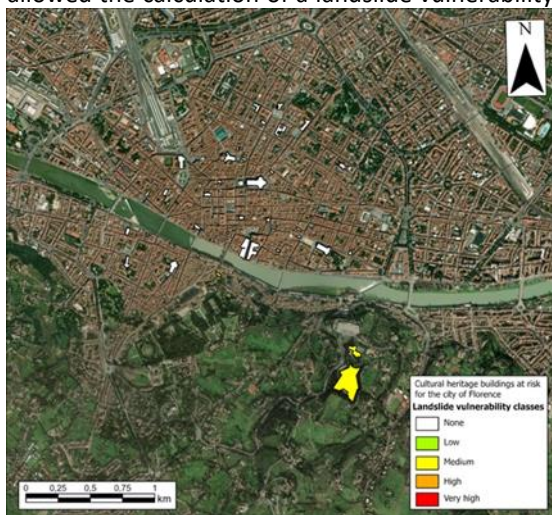 allowed the calculation of a landslide vulnerability
N
Cultural heritage buildings at risk
for the city of Florence
Landslide vulnerability classes
None
Low
Medium
High
Very high
0 0,25 0,5 0,75 1
km